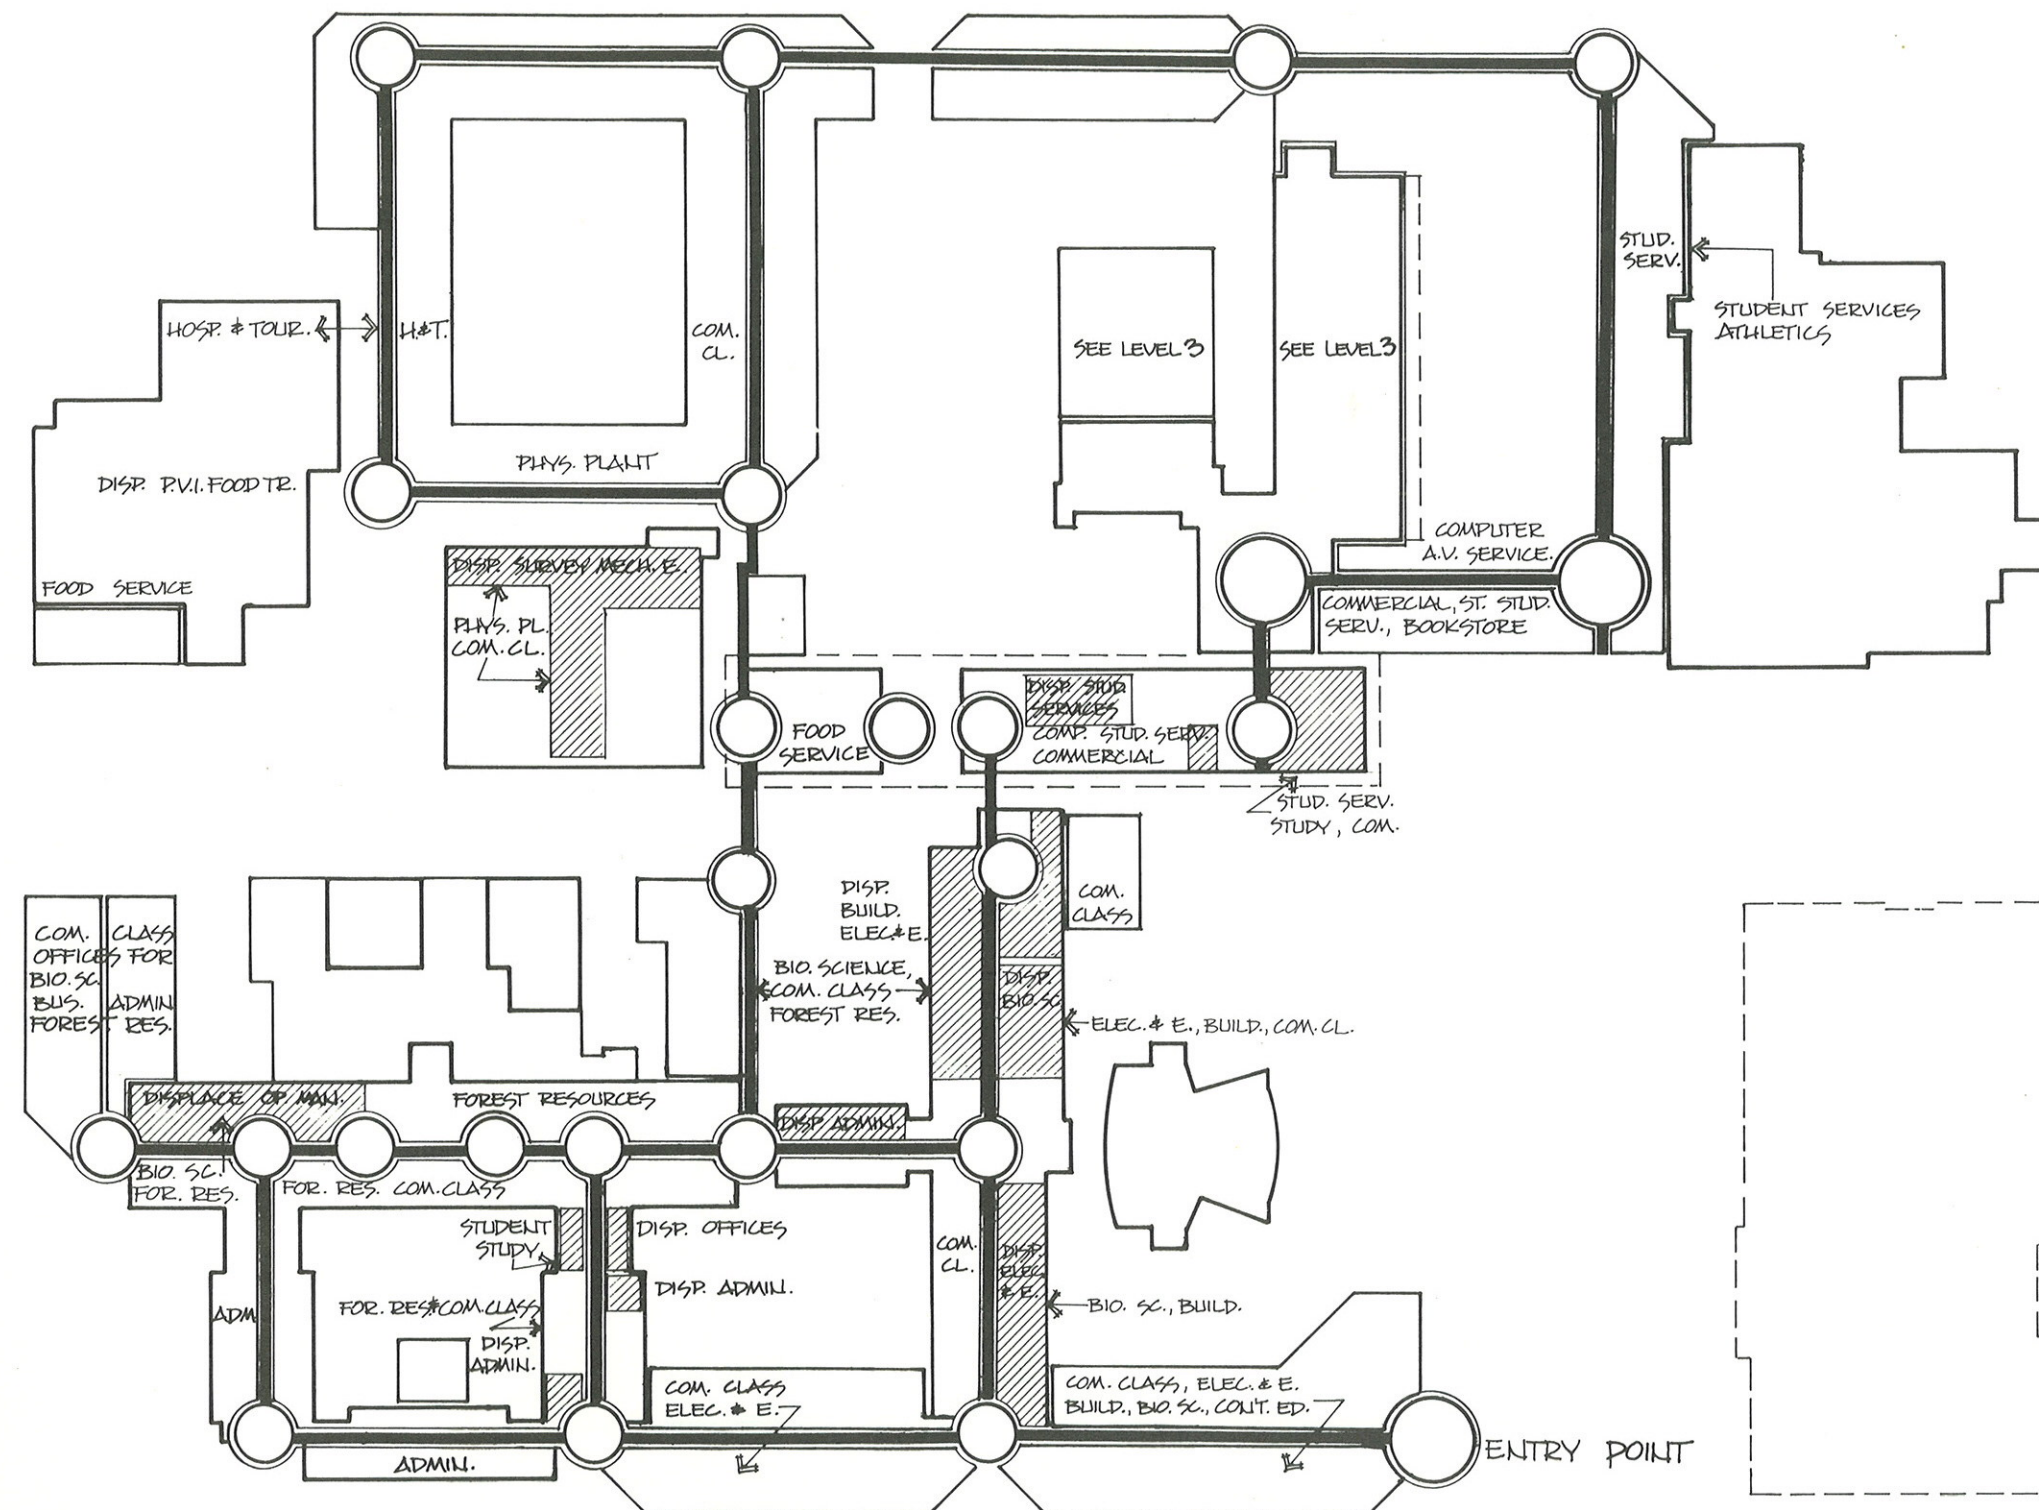 STUD.
SERV.
STUDENT SERVICES
ATHLETICS
HOSP. & TOUR.
H.&T.
COM.
CL.
SEE LEVEL 3
SEE LEVEL 3
PHYS. PLANT
DISP. P.V.I. FOOD TR.
FOOD SERVICE
COMPUTER
A.V. SERVICE.
COMMERCIAL, ST. STUD.
SERV., BOOKSTORE
DISP. SURVEY MECH. E.
PHYS. PL.
COM. CL.
FOOD
SERVICE
DISP. STUD.
SERVICES
COMP. STUD. SERV.
COMMERCIAL
STUD. SERV.
STUDY, COM.
DISP.
BUILD.
ELEC.& E.
COM.
CLASS
BIO. SCIENCE,
COM. CLASS
FOREST RES.
DISP.
BIO. SC.
ELEC. & E., BUILD., COM. CL.
COM. CLASS
OFFICES FOR
BIO. SC.
BUS. ADMIN
FOREST RES.
DISPLACE OP MAN.
FOREST RESOURCES
DISP ADMIN.
BIO. SC.
FOR. RES.
FOR. RES. COM. CLASS
STUDENT
STUDY
DISP. OFFICES
DISP. ADMIN.
COM.
CL.
DISP.
ELEC
& E.
ADM
FOR. RES.& COM. CLASS
DISP.
ADMIN.
BIO. SC., BUILD.
COM. CLASS
ELEC. & E.
COM. CLASS, ELEC. & E.
BUILD., BIO. SC., CONT. ED.
ENTRY POINT
ADMIN.